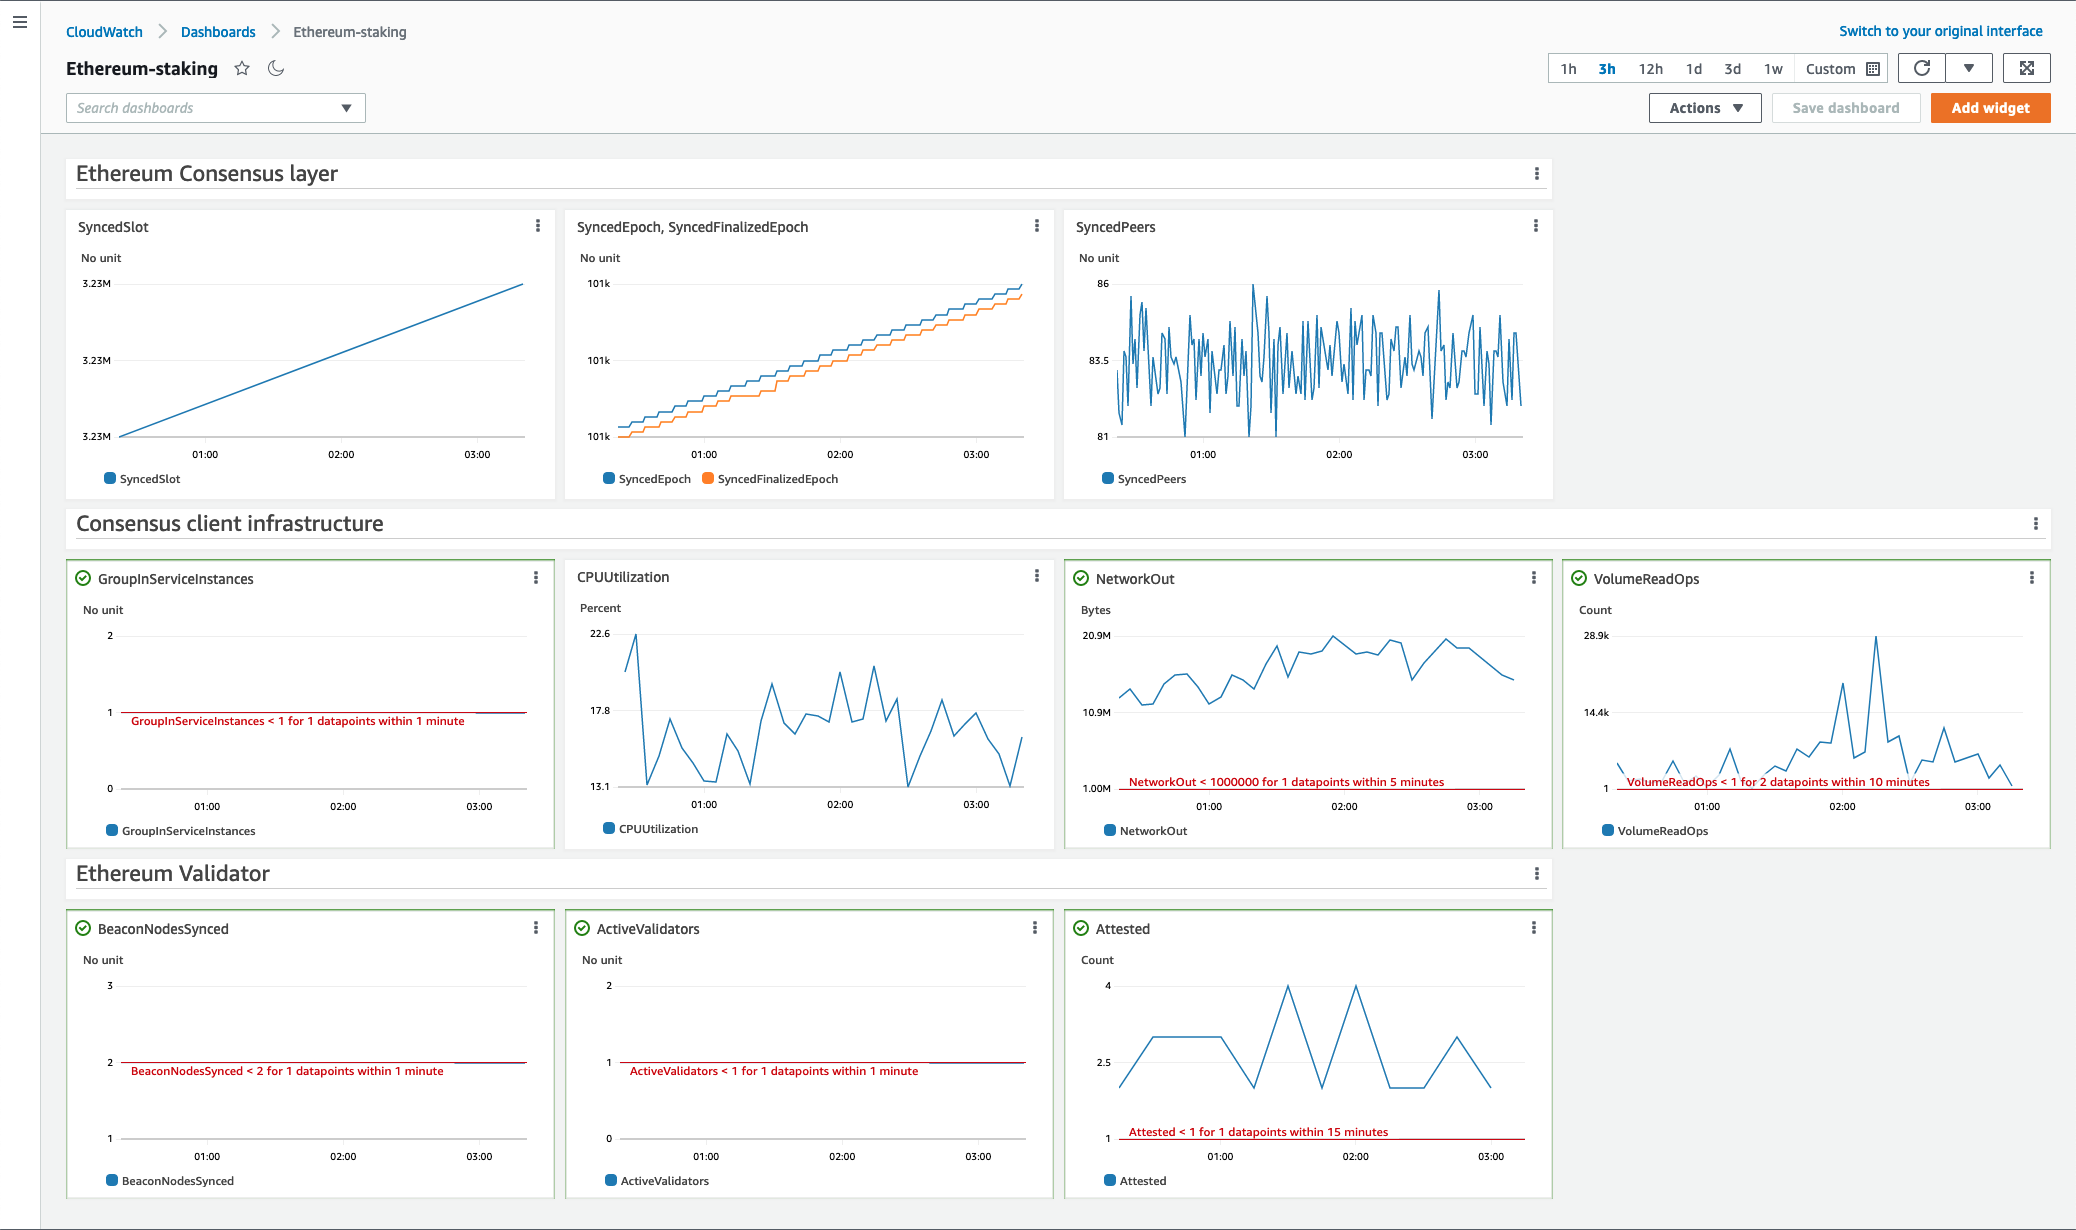 CloudWatch Dashboards Ethereum-staking
Switch to your original interface
Ethereum-staking
1h 3h 12h 1d 3d 1w Custom
Search dashboards
Actions Save dashboard Add widget
Ethereum Consensus layer
SyncedSlot
No unit
3.23M
3.23M
3.23M
01:00 02:00 03:00
SyncedSlot
SyncedEpoch, SyncedFinalizedEpoch
No unit
101k
101k
101k
01:00 02:00 03:00
SyncedEpoch SyncedFinalizedEpoch
SyncedPeers
No unit
86
83.5
81
01:00 02:00 03:00
SyncedPeers
Consensus client infrastructure
GroupInServiceInstances
No unit
2
1
GroupInServiceInstances < 1 for 1 datapoints within 1 minute
0
01:00 02:00 03:00
GroupInServiceInstances
CPUUtilization
Percent
22.6
17.8
13.1
01:00 02:00 03:00
CPUUtilization
NetworkOut
Bytes
20.9M
10.9M
NetworkOut < 1000000 for 1 datapoints within 5 minutes
1.00M
01:00 02:00 03:00
NetworkOut
VolumeReadOps
Count
28.9k
14.4k
VolumeReadOps < 1 for 2 datapoints within 10 minutes
1
01:00 02:00 03:00
VolumeReadOps
Ethereum Validator
BeaconNodesSynced
No unit
3
2
BeaconNodesSynced < 2 for 1 datapoints within 1 minute
1
01:00 02:00 03:00
BeaconNodesSynced
ActiveValidators
No unit
2
1
ActiveValidators < 1 for 1 datapoints within 1 minute
0
01:00 02:00 03:00
ActiveValidators
Attested
Count
4
2.5
Attested < 1 for 1 datapoints within 15 minutes
1
01:00 02:00 03:00
Attested